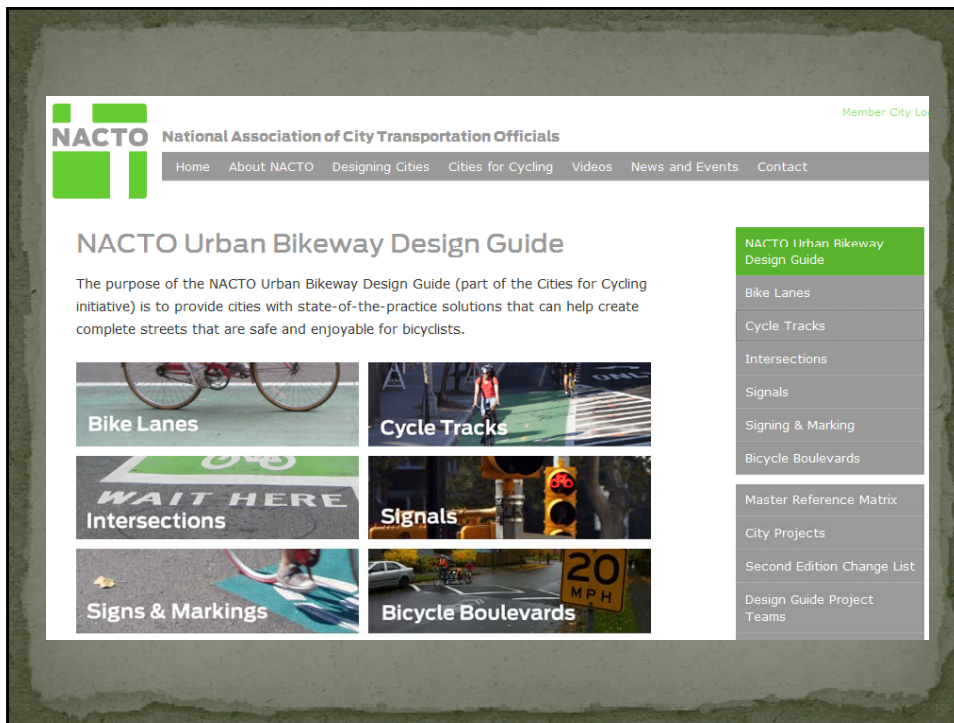 Member City Lo
NACTO
National Association of City Transportation Officials
Home About NACTO Designing Cities Cities for Cycling Videos News and Events Contact
NACTO Urban Bikeway Design Guide
The purpose of the NACTO Urban Bikeway Design Guide (part of the Cities for Cycling
initiative) is to provide cities with state-of-the-practice solutions that can help create
complete streets that are safe and enjoyable for bicyclists.
Bike Lanes
ONLY
Cycle Tracks
WAIT HERE
Intersections
Signals
Signs & Markings
20
MPH
Bicycle Boulevards
NACTO Urban Bikeway
Design Guide
Bike Lanes
Cycle Tracks
Intersections
Signals
Signing & Marking
Bicycle Boulevards
Master Reference Matrix
City Projects
Second Edition Change List
Design Guide Project
Teams